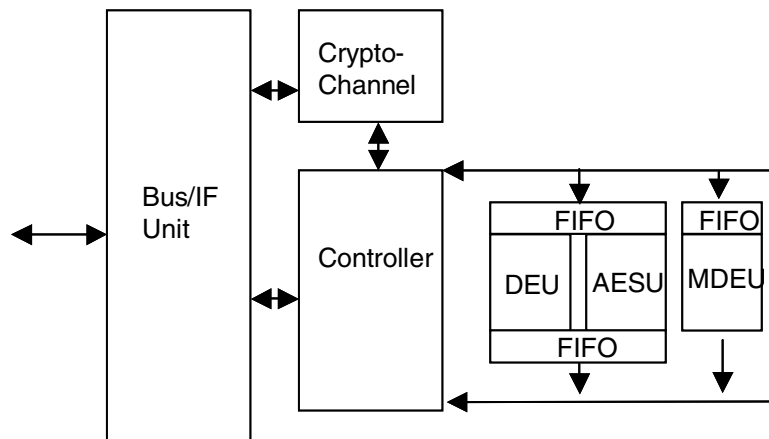 Crypto-
Channel
Bus/IF
Unit
Controller
FIFO
FIFO
DEU
AESU
MDEU
FIFO